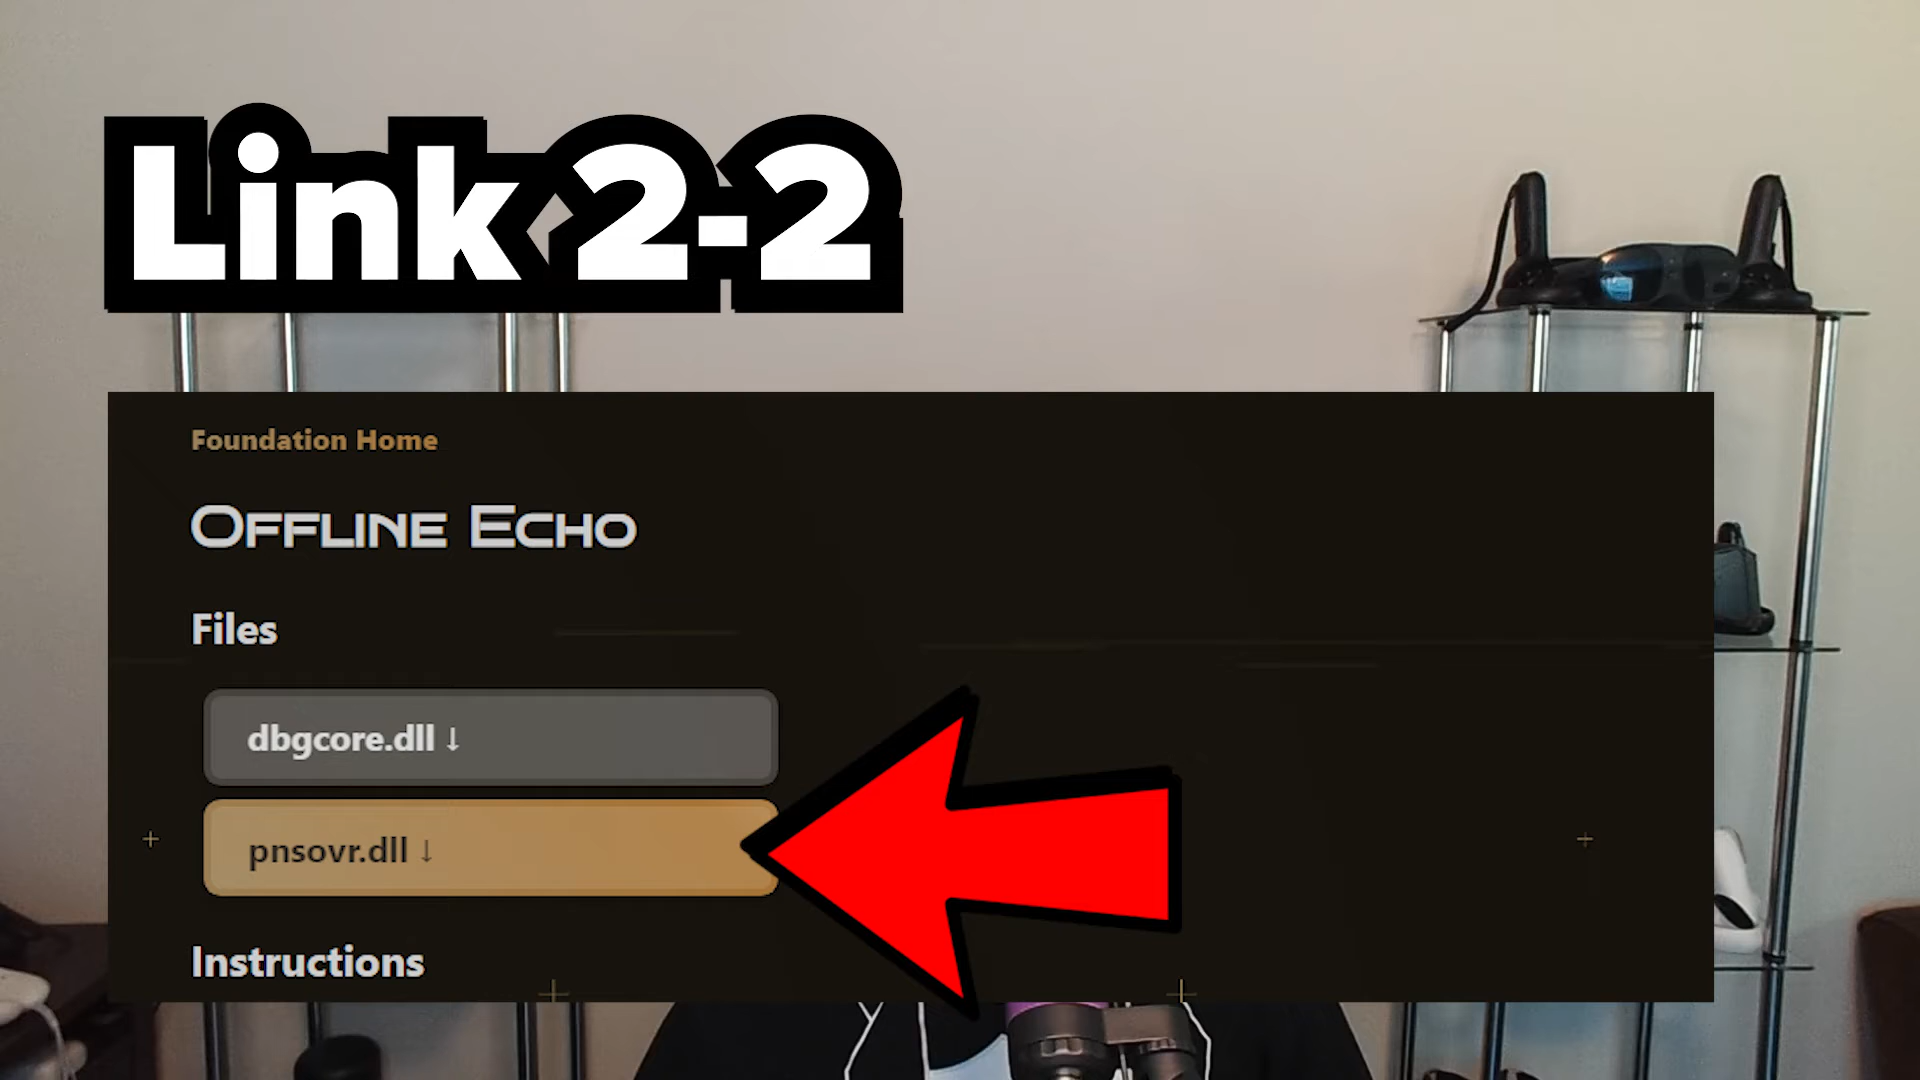 Link 2-2
Foundation Home
Offline Echo
Files
dbgcore.dll ↓
pnsovr.dll ↓
Instructions